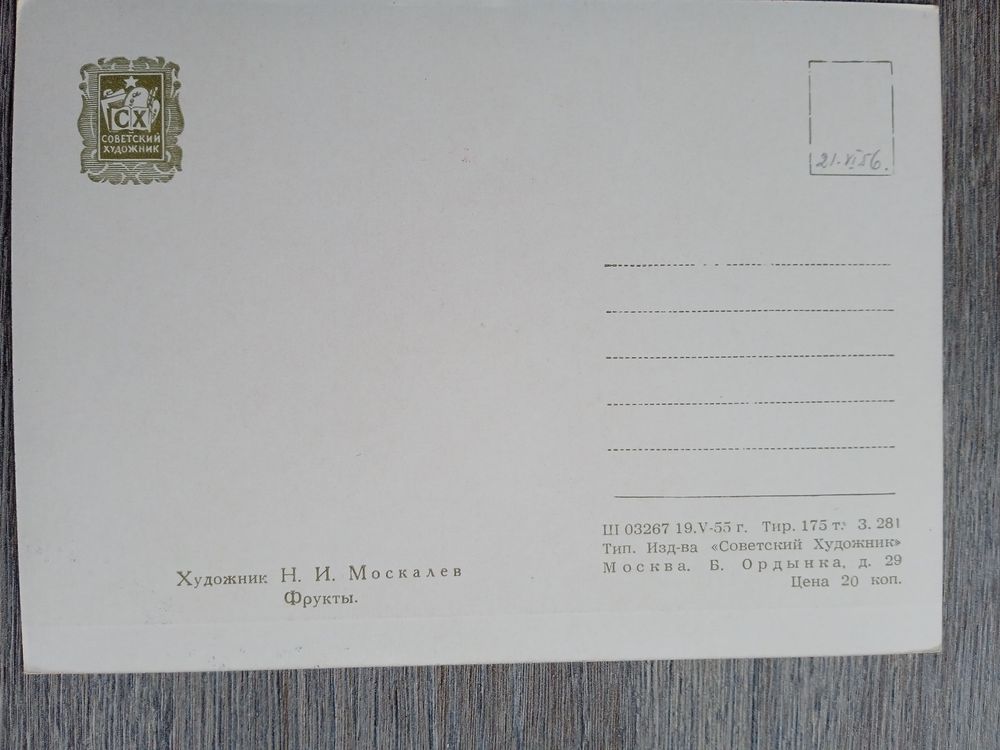 СХ
СОВЕТСКИЙ
ХУДОЖНИК
21-VI 56.
Художник Н. И. Москалев
Фрукты.
Ш 03267 19.V-55 г. Тир. 175 т. З. 281
Тип. Изд-ва «Советский Художник»
Москва. Б. Ордынка, д. 29
Цена 20 коп.